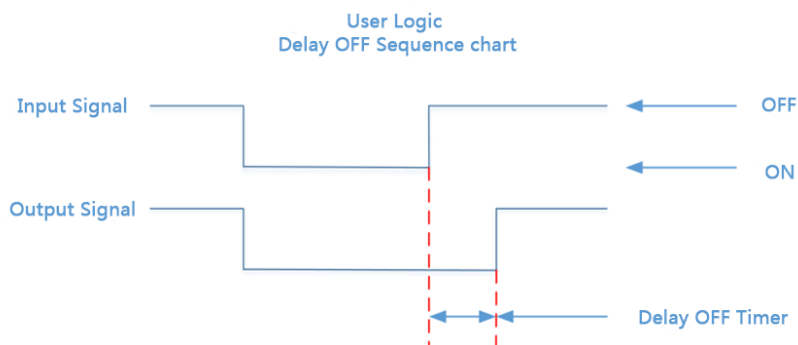 User Logic
Delay OFF Sequence chart
Input Signal
OFF
ON
Output Signal
Delay OFF Timer